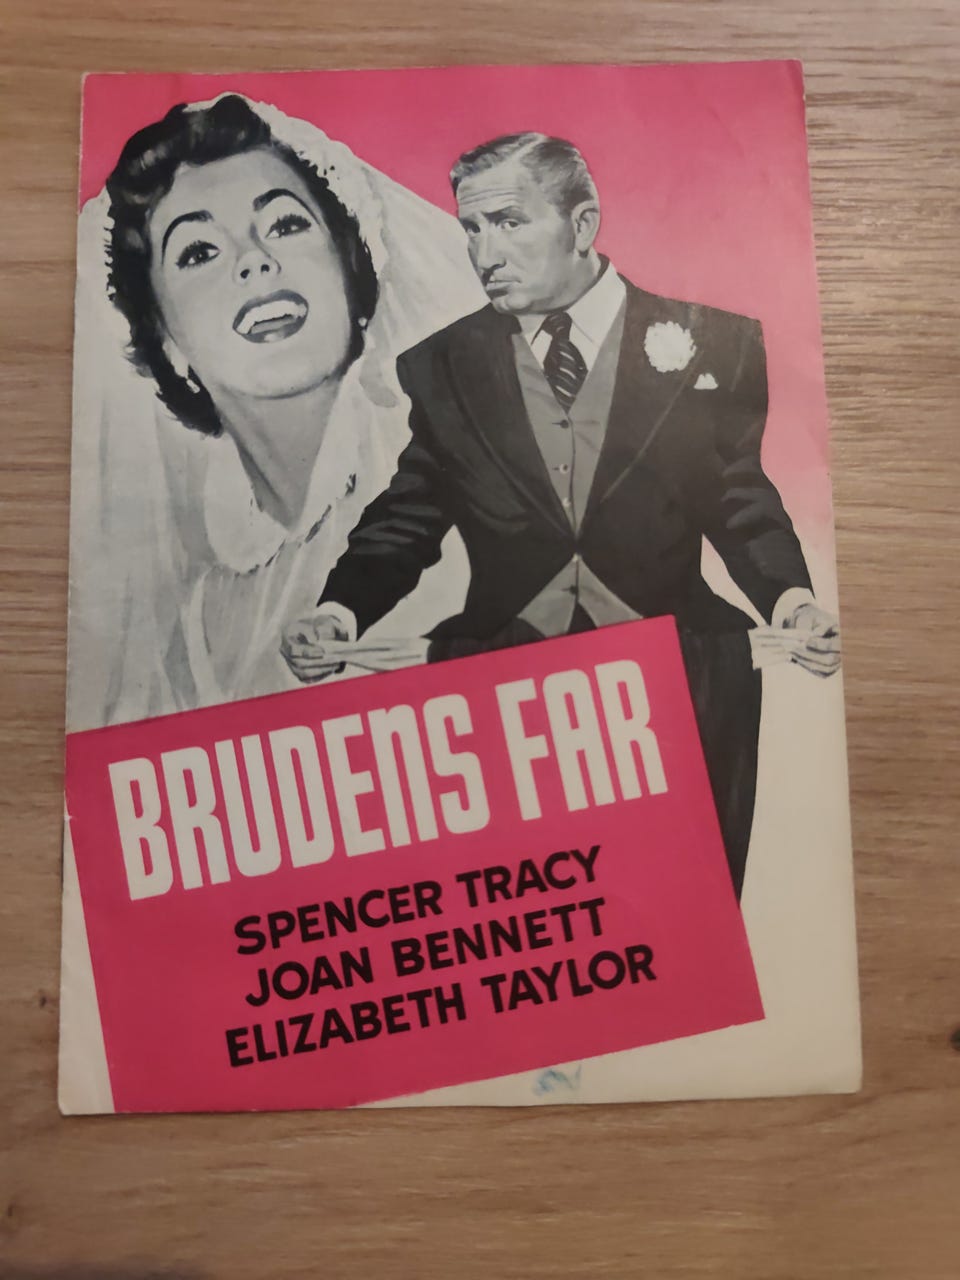 BRUDENS FAR
SPENCER TRACY
JOAN BENNETT
ELIZABETH TAYLOR